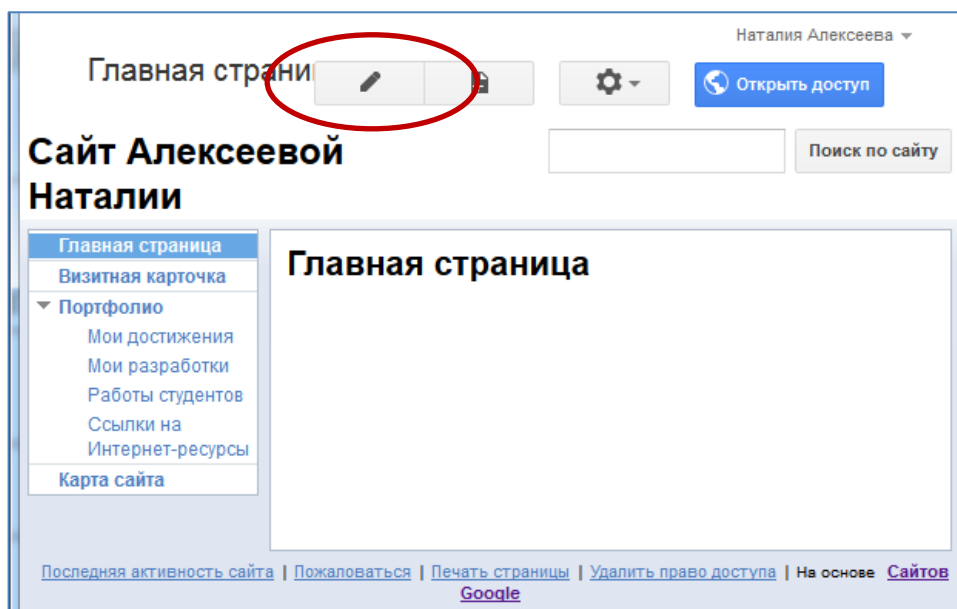 Наталия Алексеева
Главная страни
Открыть доступ
Сайт Алексеевой
Наталии
Поиск по сайту
Главная страница
Визитная карточка
Портфолио
Мои достижения
Мои разработки
Работы студентов
Ссылки на
Интернет-ресурсы
Карта сайта
Главная страница
Последняя активность сайта | Пожаловаться | Печать страницы | Удалить право доступа | На основе Сайтов
Google